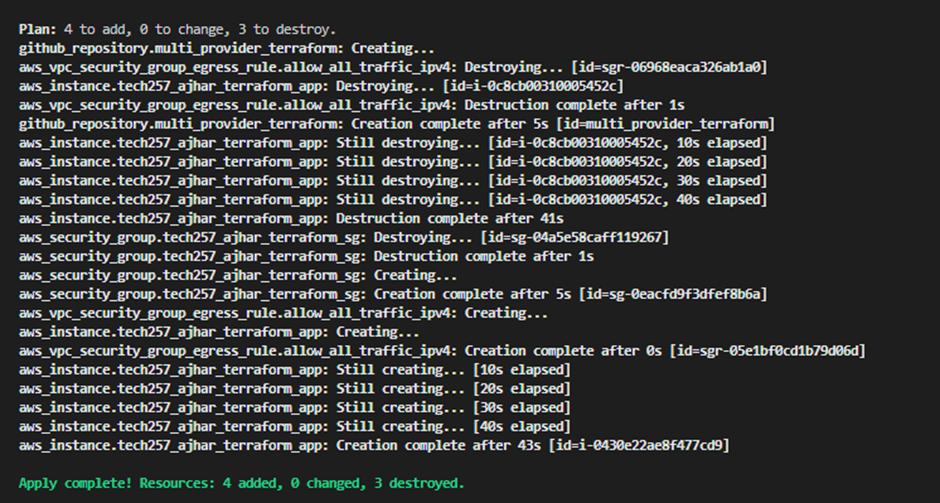 Plan: 4 to add, 0 to change, 3 to destroy.
github_repository.multi_provider_terraform: Creating...
aws_vpc_security_group_egress_rule.allow_all_traffic_ipv4: Destroying... [id=sgr-06968eaca326ab1a0]
aws_instance.tech257_ajhar_terraform_app: Destroying... [id=i-0c8cb00310005452c]
aws_vpc_security_group_egress_rule.allow_all_traffic_ipv4: Destruction complete after 1s
github_repository.multi_provider_terraform: Creation complete after 5s [id=multi_provider_terraform]
aws_instance.tech257_ajhar_terraform_app: Still destroying... [id=i-0c8cb00310005452c, 10s elapsed]
aws_instance.tech257_ajhar_terraform_app: Still destroying... [id=i-0c8cb00310005452c, 20s elapsed]
aws_instance.tech257_ajhar_terraform_app: Still destroying... [id=i-0c8cb00310005452c, 30s elapsed]
aws_instance.tech257_ajhar_terraform_app: Still destroying... [id=i-0c8cb00310005452c, 40s elapsed]
aws_instance.tech257_ajhar_terraform_app: Destruction complete after 41s
aws_security_group.tech257_ajhar_terraform_sg: Destroying... [id=sg-04a5e58caff119267]
aws_security_group.tech257_ajhar_terraform_sg: Destruction complete after 1s
aws_security_group.tech257_ajhar_terraform_sg: Creating...
aws_security_group.tech257_ajhar_terraform_sg: Creation complete after 5s [id=sg-0eacfd9f3dfef8b6a]
aws_vpc_security_group_egress_rule.allow_all_traffic_ipv4: Creating...
aws_instance.tech257_ajhar_terraform_app: Creating...
aws_vpc_security_group_egress_rule.allow_all_traffic_ipv4: Creation complete after 0s [id=sgr-05e1bf0cd1b79d06d]
aws_instance.tech257_ajhar_terraform_app: Still creating... [10s elapsed]
aws_instance.tech257_ajhar_terraform_app: Still creating... [20s elapsed]
aws_instance.tech257_ajhar_terraform_app: Still creating... [30s elapsed]
aws_instance.tech257_ajhar_terraform_app: Still creating... [40s elapsed]
aws_instance.tech257_ajhar_terraform_app: Creation complete after 43s [id=i-0430e22ae8f477cd9]
Apply complete! Resources: 4 added, 0 changed, 3 destroyed.